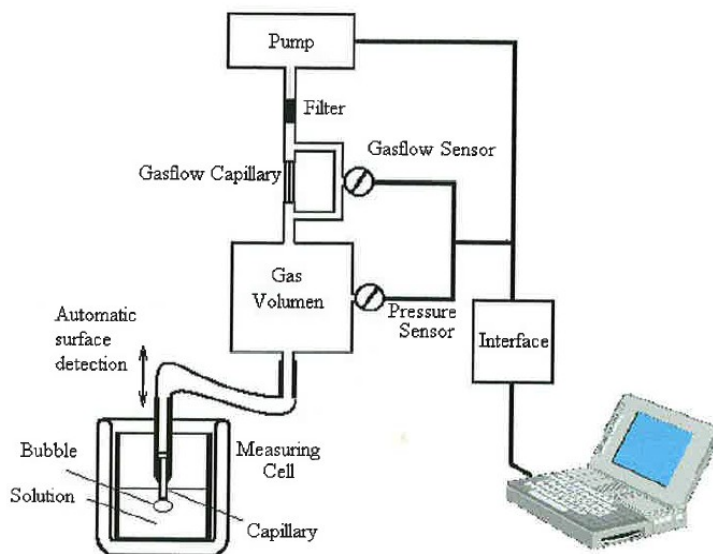 Pump
Filter
Gasflow Sensor
Gasflow Capillary
Gas
Volumen
Pressure
Sensor
Automatic
surface
detection
Interface
Measuring
Cell
Bubble
Solution
Capillary